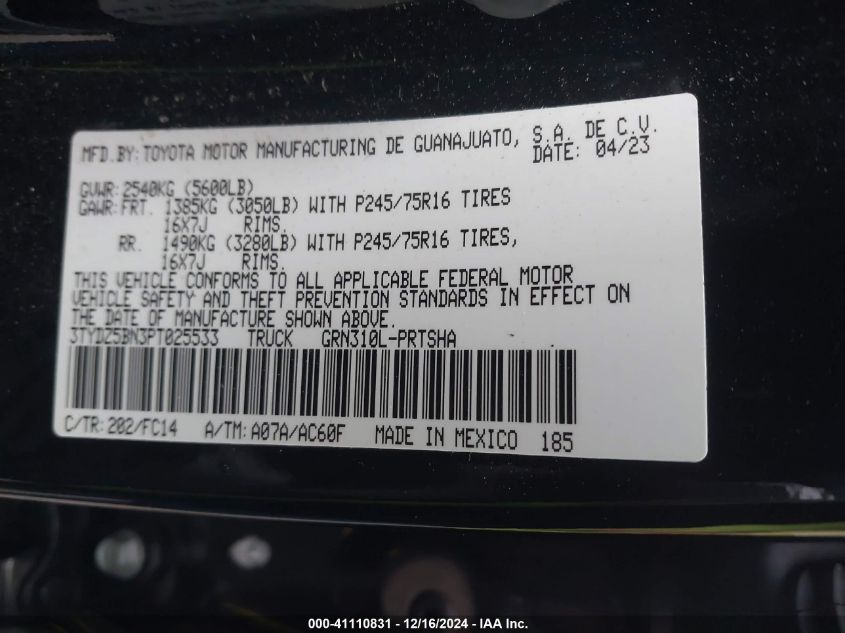 MFD.BY: TOYOTA MOTOR MANUFACTURING DE GUANAJUATO, S.A. DE C.V.
DATE: 04/23
GVWR: 2540KG (5600LB)
GAWR: FRT. 1385KG (3050LB) WITH P245/75R16 TIRES
16X7J RIMS.
RR. 1490KG (3280LB) WITH P245/75R16 TIRES,
16X7J RIMS.
THIS VEHICLE CONFORMS TO ALL APPLICABLE FEDERAL MOTOR
VEHICLE SAFETY AND THEFT PREVENTION STANDARDS IN EFFECT ON
THE DATE OF MANUFACTURE SHOWN ABOVE.
3TYDZ5BN3PT025533 TRUCK GRN310L-PRTSHA
C/TR: 202/FC14 A/TM: A07A/AC60F MADE IN MEXICO 185
000-41110831 - 12/16/2024 - IAA Inc.